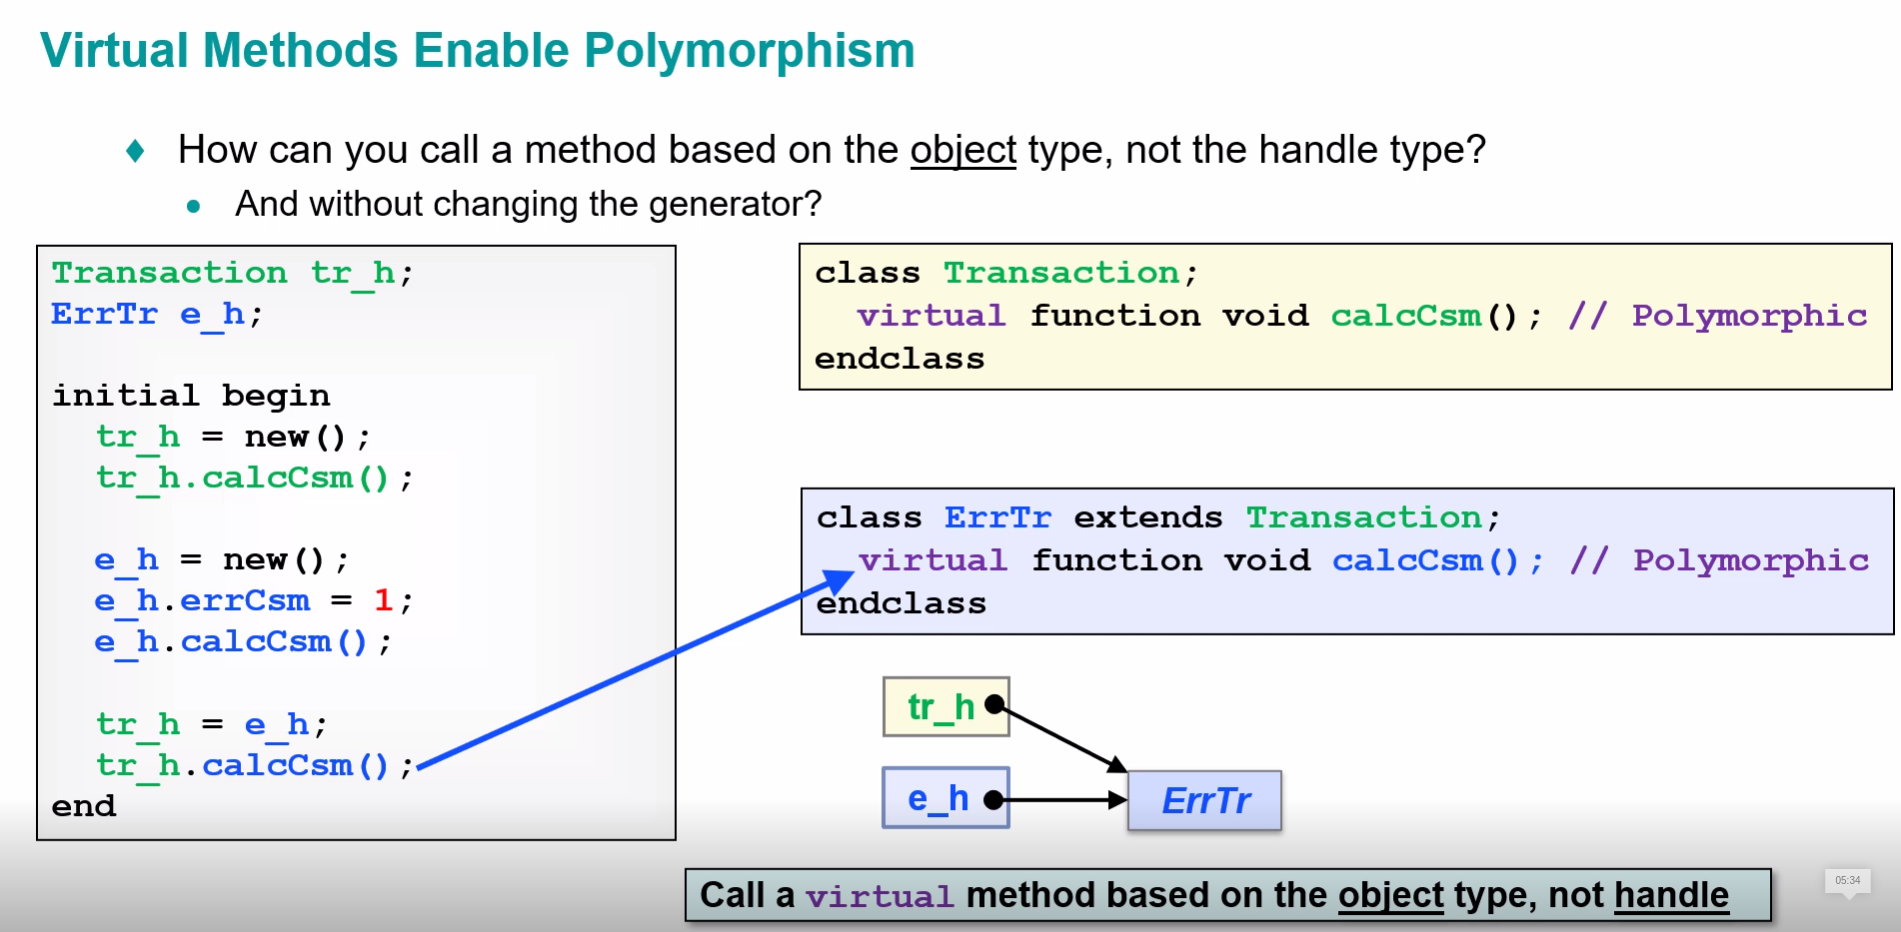 Virtual Methods Enable Polymorphism
How can you call a method based on the object type, not the handle type?
And without changing the generator?
Transaction tr_h;
ErrTr e_h;
initial begin
tr_h = new();
tr_h.calcCsm();
e_h = new();
e_h.errCsm = 1;
e_h.calcCsm();
tr_h = e_h;
tr_h.calcCsm();
end
class Transaction;
virtual function void calcCsm(); // Polymorphic
endclass
class ErrTr extends Transaction;
virtual function void calcCsm(); // Polymorphic
endclass
tr_h
e_h
ErrTr
Call a virtual method based on the object type, not handle
05:34